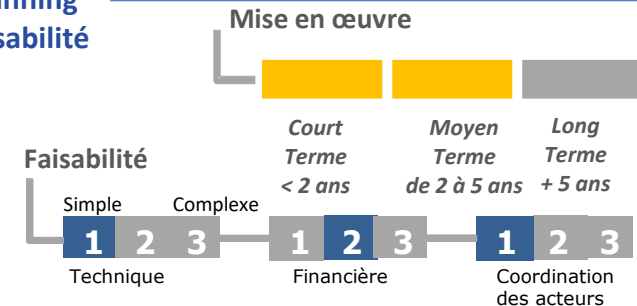 Mise en œuvre
Court Terme < 2 ans
Moyen Terme de 2 à 5 ans
Long Terme + 5 ans
Faisabilité
Simple Complexe
1 2 3
Technique
1 2 3
Financière
1 2 3
Coordination des acteurs